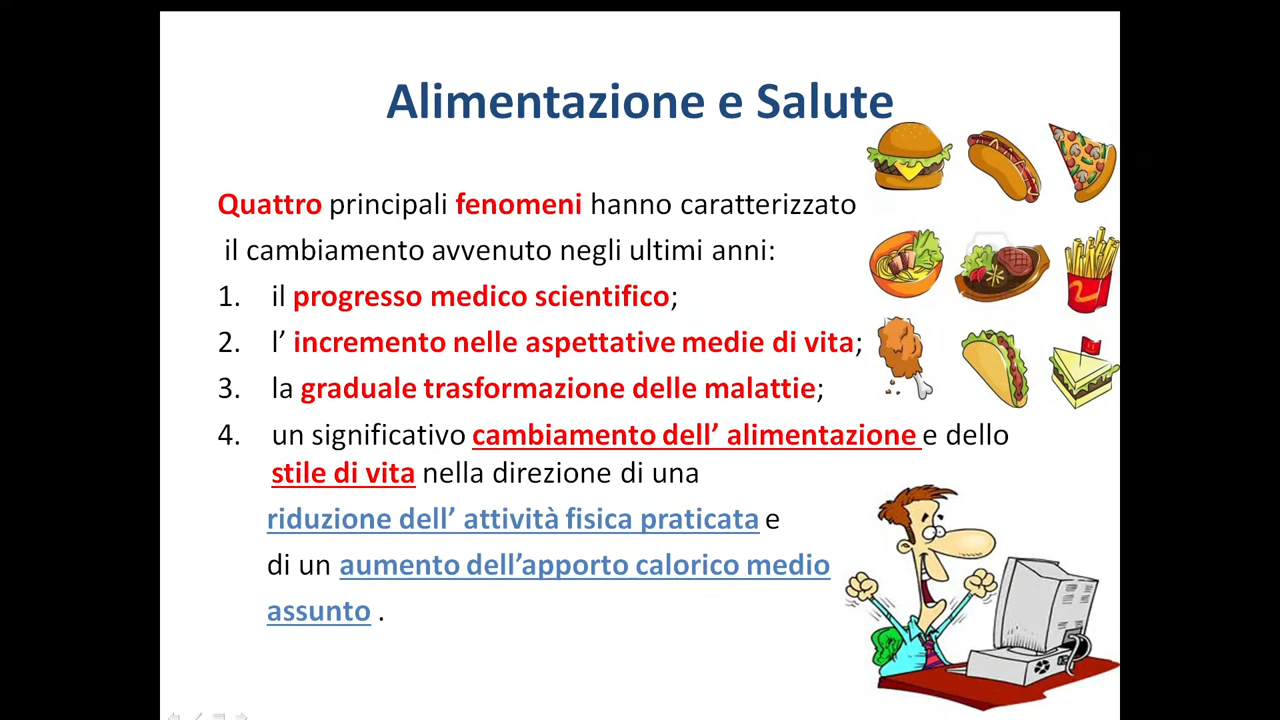 Alimentazione e Salute
Quattro principali fenomeni hanno caratterizzato
il cambiamento avvenuto negli ultimi anni:
1. il progresso medico scientifico;
2. l’ incremento nelle aspettative medie di vita;
3. la graduale trasformazione delle malattie;
4. un significativo cambiamento dell’ alimentazione e dello
stile di vita nella direzione di una
riduzione dell’ attività fisica praticata e
di un aumento dell’apporto calorico medio
assunto .